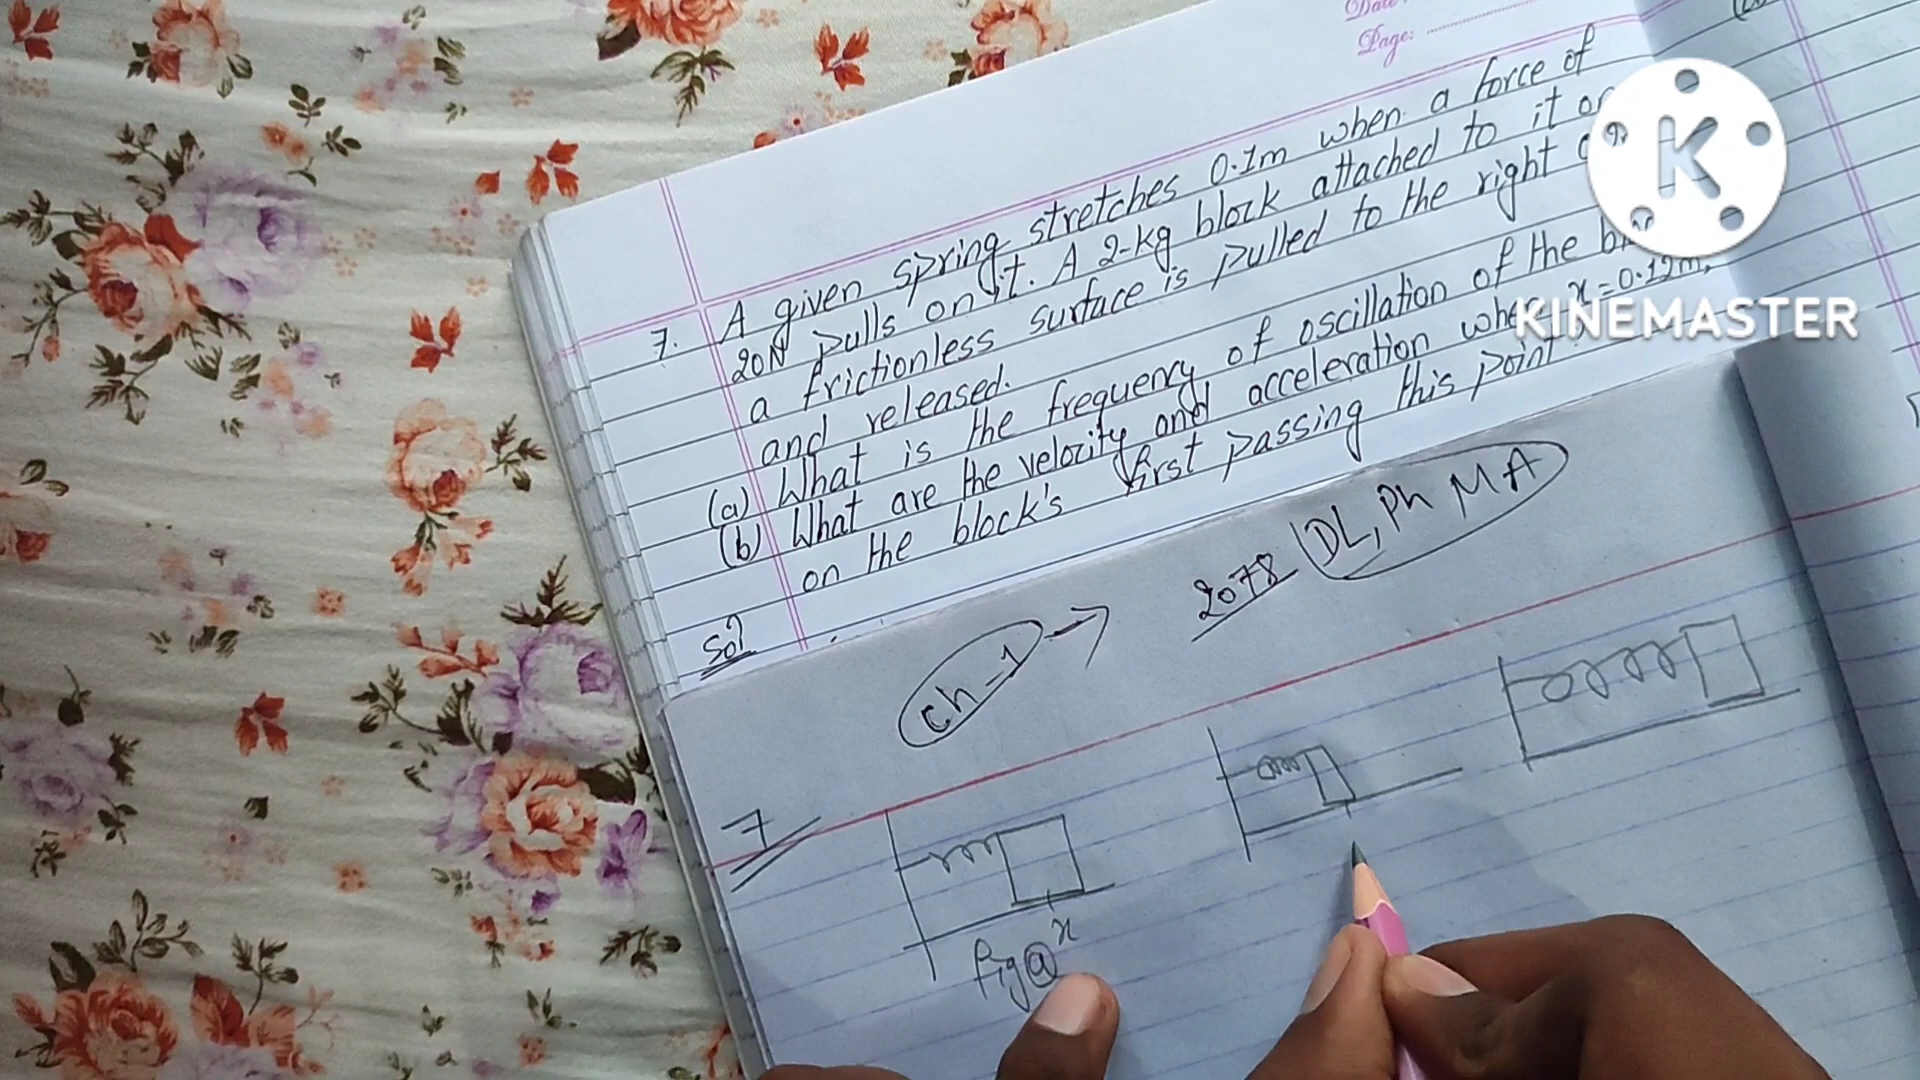 Date:
Page:
7. A given spring stretches 0.1m when a force of
20N pulls on it. A 2-kg block attached to it on
a frictionless surface is pulled to the right
and released.
(a) What is the frequency of oscillation of the
(b) What are the velocity and acceleration when x=0.12m,
on the block's first passing this point?
Sol?
Ch-1 → 2078 DL, Ph M A
7
fig (a) x
K
KINEMASTER